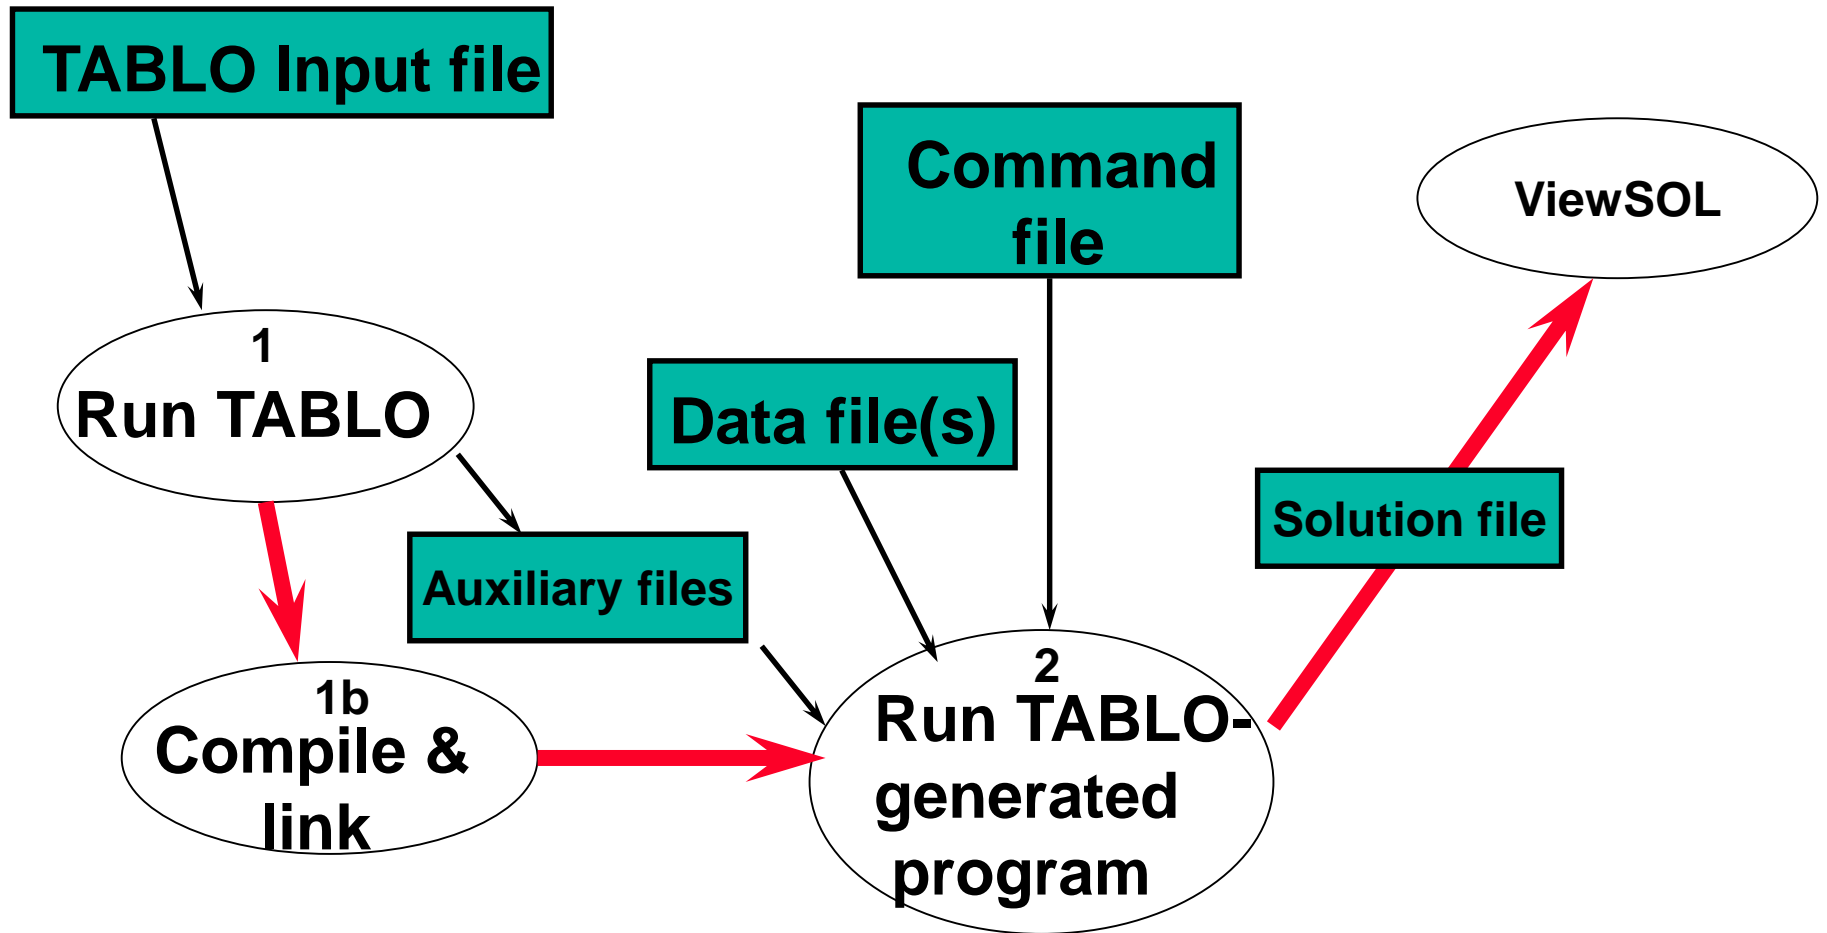 TABLO Input file
Command
file
ViewSOL
1
Run TABLO
Data file(s)
Solution file
Auxiliary files
1b
Compile &
link
2
Run TABLO-
generated
program